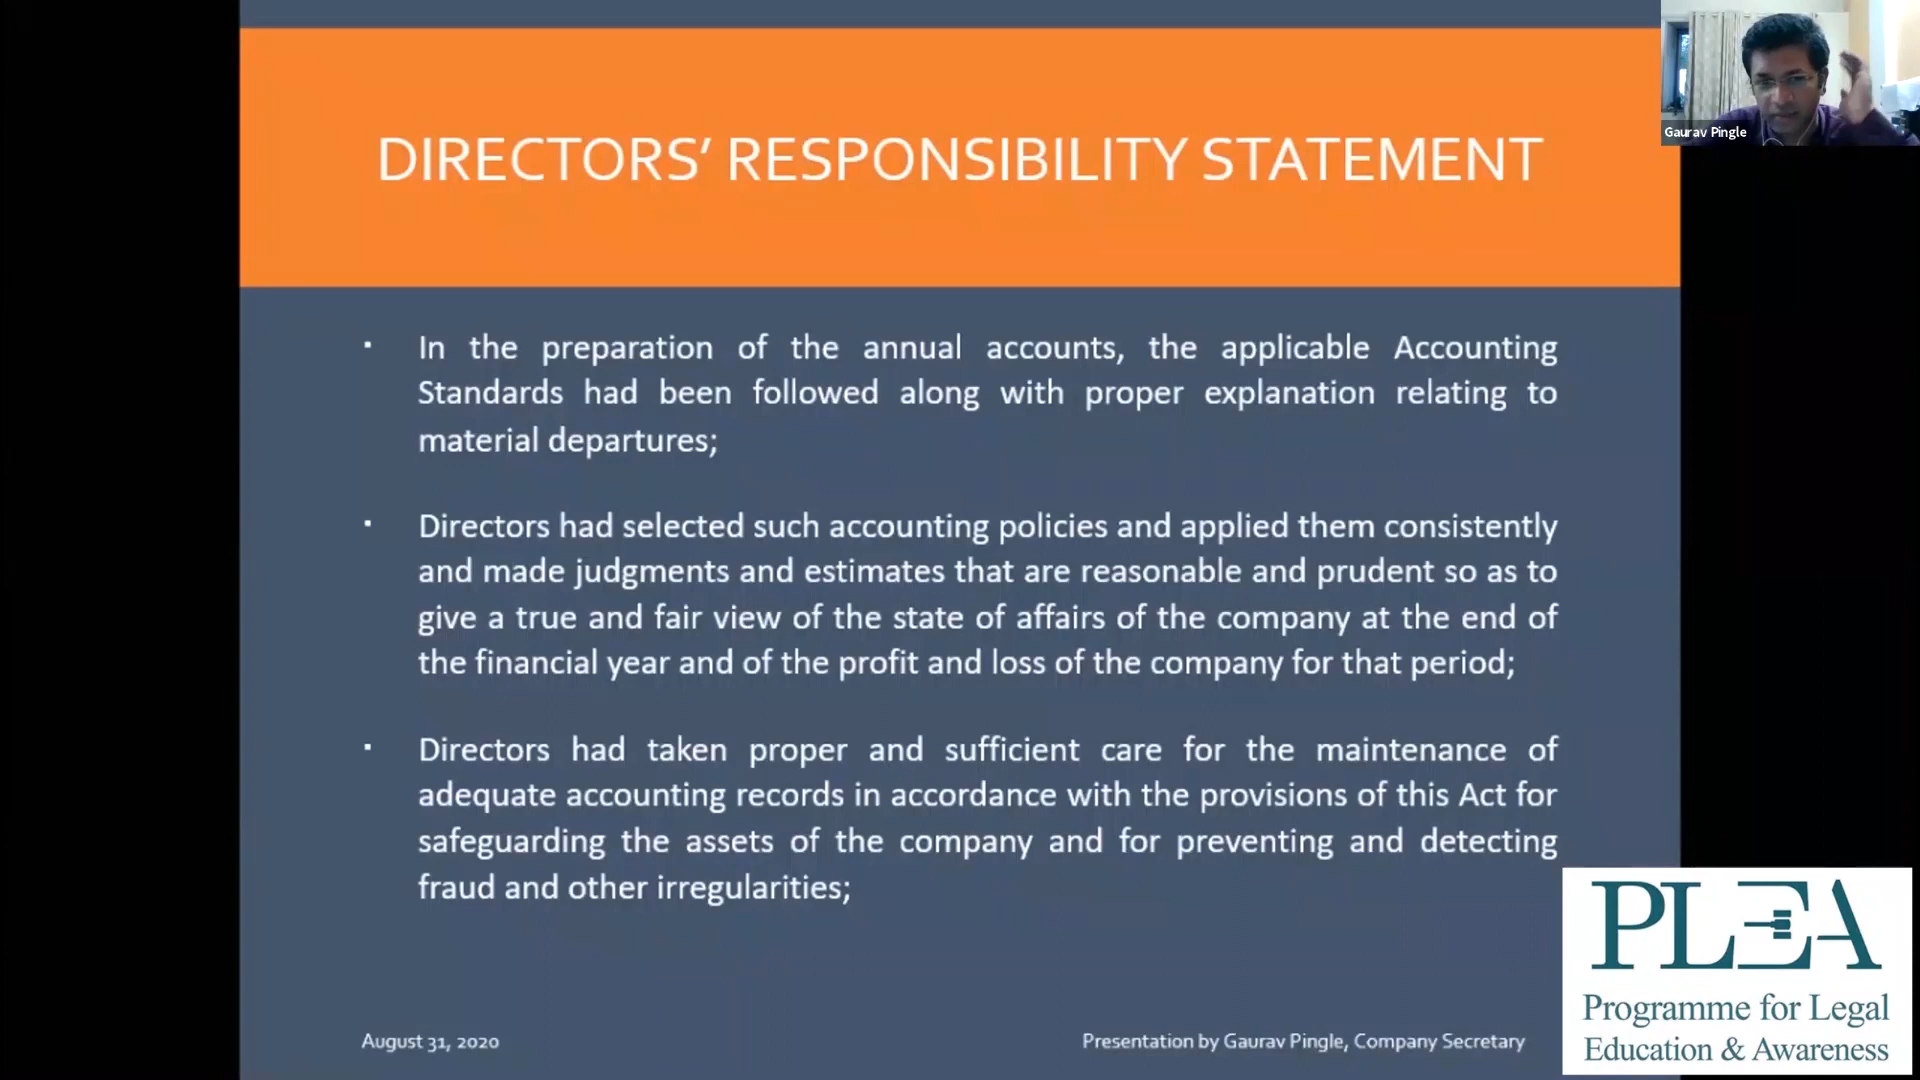 DIRECTORS’ RESPONSIBILITY STATEMENT
Gaurav Pingle
▪ In the preparation of the annual accounts, the applicable Accounting
Standards had been followed along with proper explanation relating to
material departures;
▪ Directors had selected such accounting policies and applied them consistently
and made judgments and estimates that are reasonable and prudent so as to
give a true and fair view of the state of affairs of the company at the end of
the financial year and of the profit and loss of the company for that period;
▪ Directors had taken proper and sufficient care for the maintenance of
adequate accounting records in accordance with the provisions of this Act for
safeguarding the assets of the company and for preventing and detecting
fraud and other irregularities;
August 31, 2020
Presentation by Gaurav Pingle, Company Secretary
PLEA
Programme for Legal
Education & Awareness